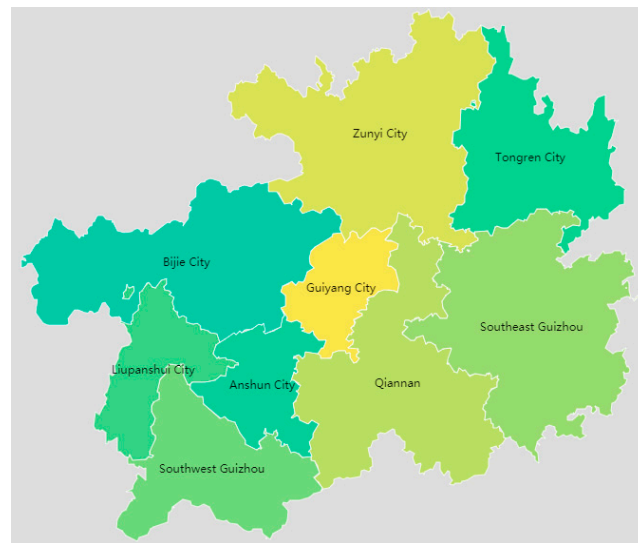 Zunyi City
Tongren City
Bijie City
Guiyang City
Southeast Guizhou
Liupanshui City
Anshun City
Qiannan
Southwest Guizhou